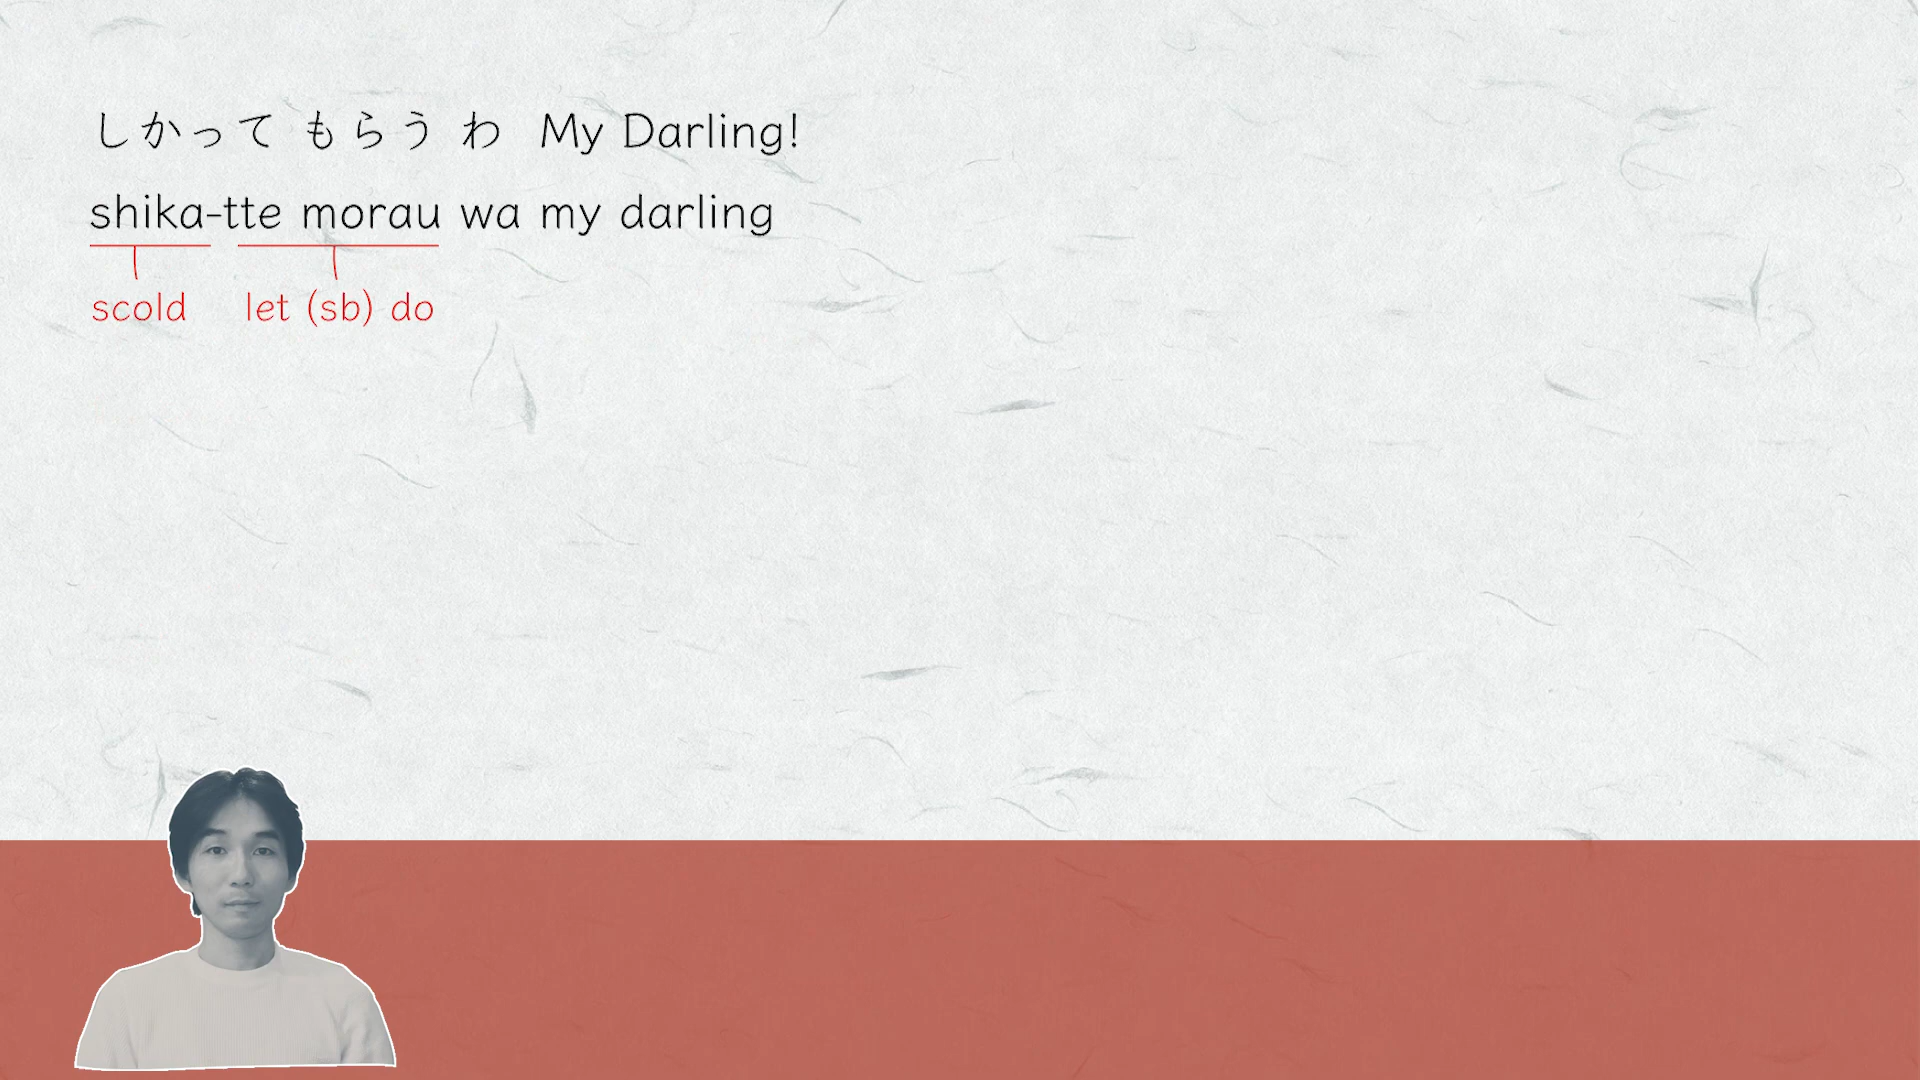 しかって もらう わ  My Darling!
shika-tte morau wa my darling
scold let (sb) do